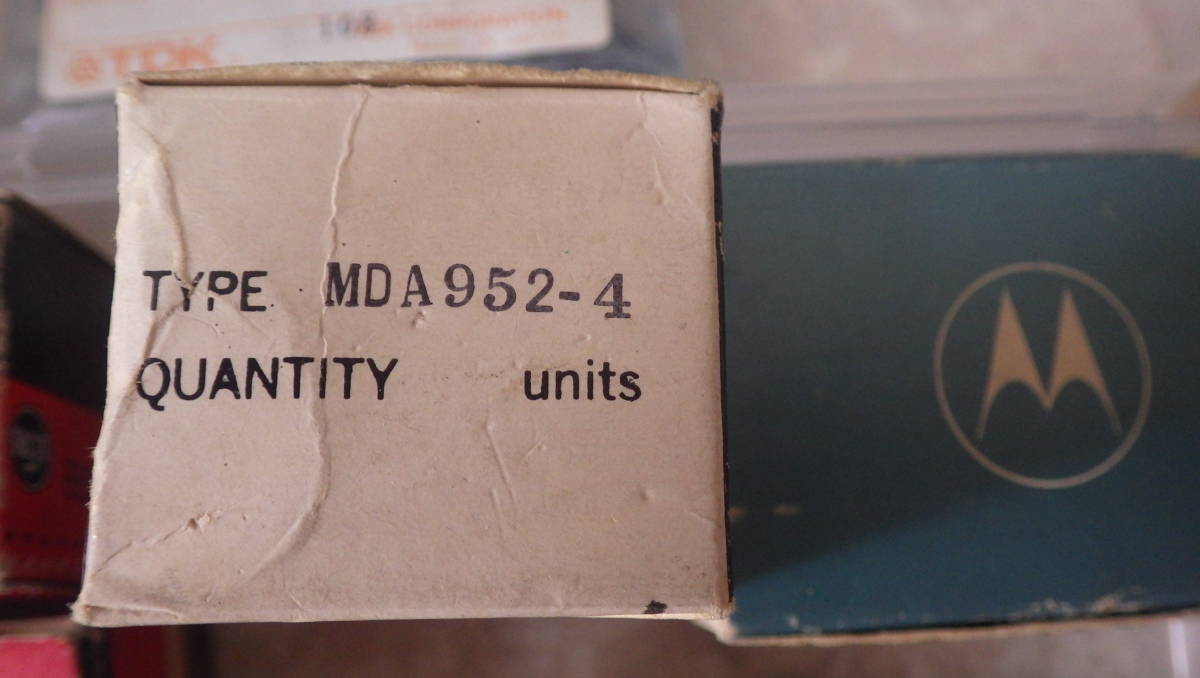 TDK
TYPE MDA952-4
QUANTITY units